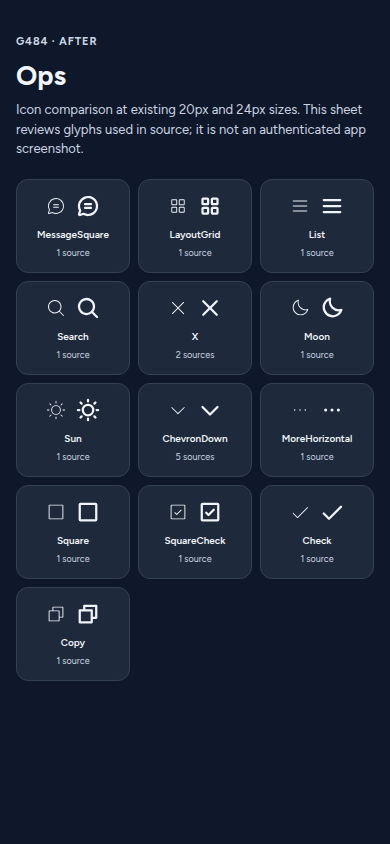 G484 · AFTER
Ops
Icon comparison at existing 20px and 24px sizes. This sheet
reviews glyphs used in source; it is not an authenticated app
screenshot.
MessageSquare
1 source
LayoutGrid
1 source
List
1 source
Search
1 source
X
2 sources
Moon
1 source
Sun
1 source
ChevronDown
5 sources
MoreHorizontal
1 source
Square
1 source
SquareCheck
1 source
Check
1 source
Copy
1 source